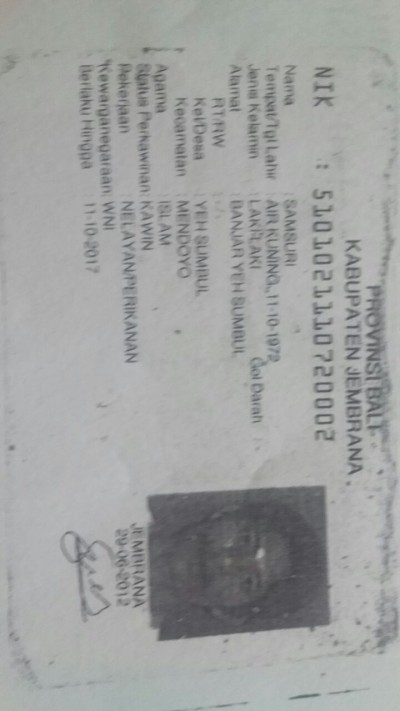 PROVINSI BALI
KABUPATEN JEMBRANA
NIK : 5101021110720002
Nama : SAMSURI
Tempat/Tgl Lahir : AIR KUNING, 11-10-1972
Jenis Kelamin : LAKI-LAKI Gol Darah : -
Alamat : BANJAR YEH SUMBUL
RT/RW : - / -
Kel/Desa : YEH SUMBUL
Kecamatan : MENDOYO
Agama : ISLAM
Status Perkawinan : KAWIN
Pekerjaan : NELAYAN/PERIKANAN
Kewarganegaraan : WNI
Berlaku Hingga : 11-10-2017
JEMBRANA
29-06-2012